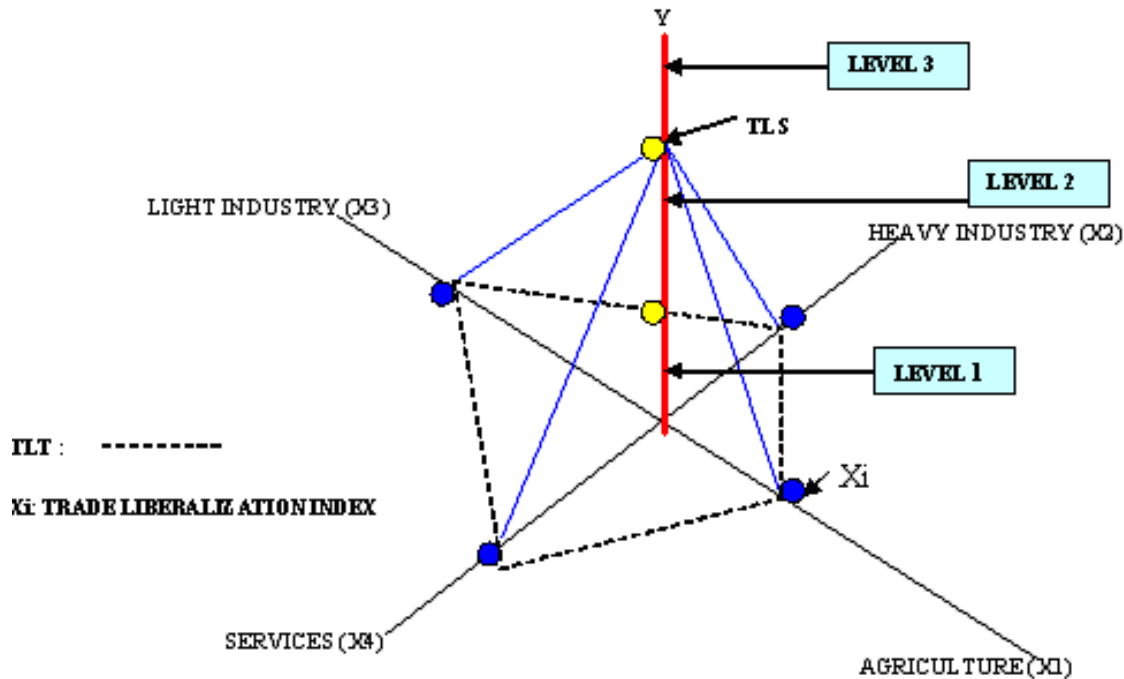 Y
LEVEL 3
TLS
LEVEL 2
LIGHT INDUSTRY (X3)
HEAVY INDUSTRY (X2)
LEVEL 1
TLT :
Xi
Xi: TRADE LIBERALIZATION INDEX
SERVICES (X4)
AGRICULTURE (X1)